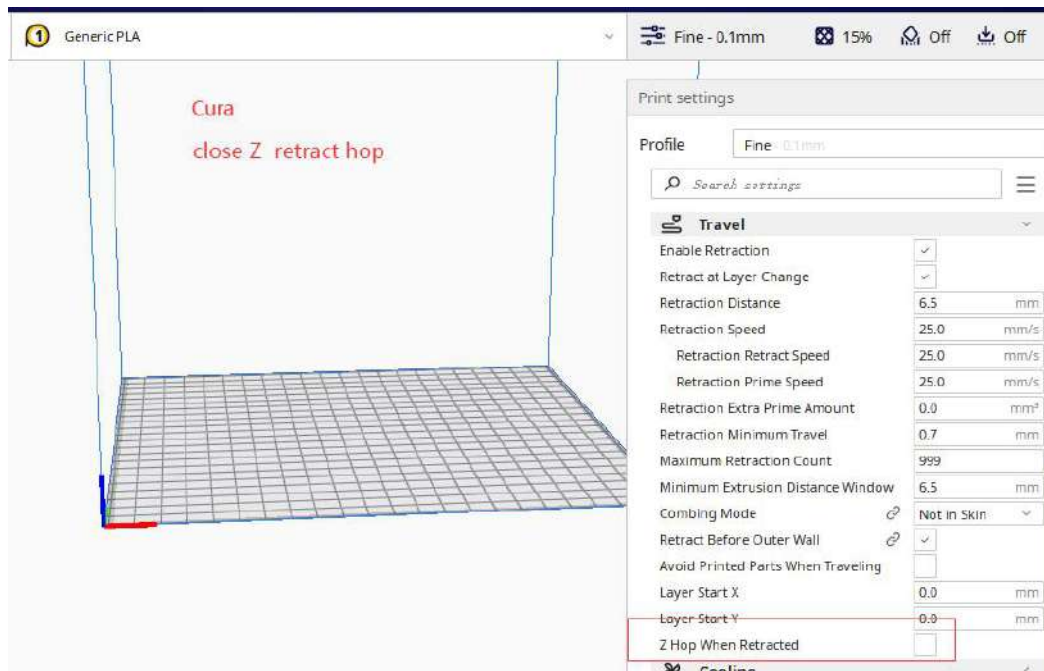 1 Generic PLA
Fine - 0.1mm 15% Off Off
Cura
close Z retract hop
Print settings
Profile Fine - 0.1mm
Search settings
Travel
Enable Retraction
Retract at Layer Change
Retraction Distance 6.5 mm
Retraction Speed 25.0 mm/s
Retraction Retract Speed 25.0 mm/s
Retraction Prime Speed 25.0 mm/s
Retraction Extra Prime Amount 0.0 mm³
Retraction Minimum Travel 0.7 mm
Maximum Retraction Count 999
Minimum Extrusion Distance Window 6.5 mm
Combing Mode Not in Skin
Retract Before Outer Wall
Avoid Printed Parts When Traveling
Layer Start X 0.0 mm
Layer Start Y 0.0 mm
Z Hop When Retracted
Cooling